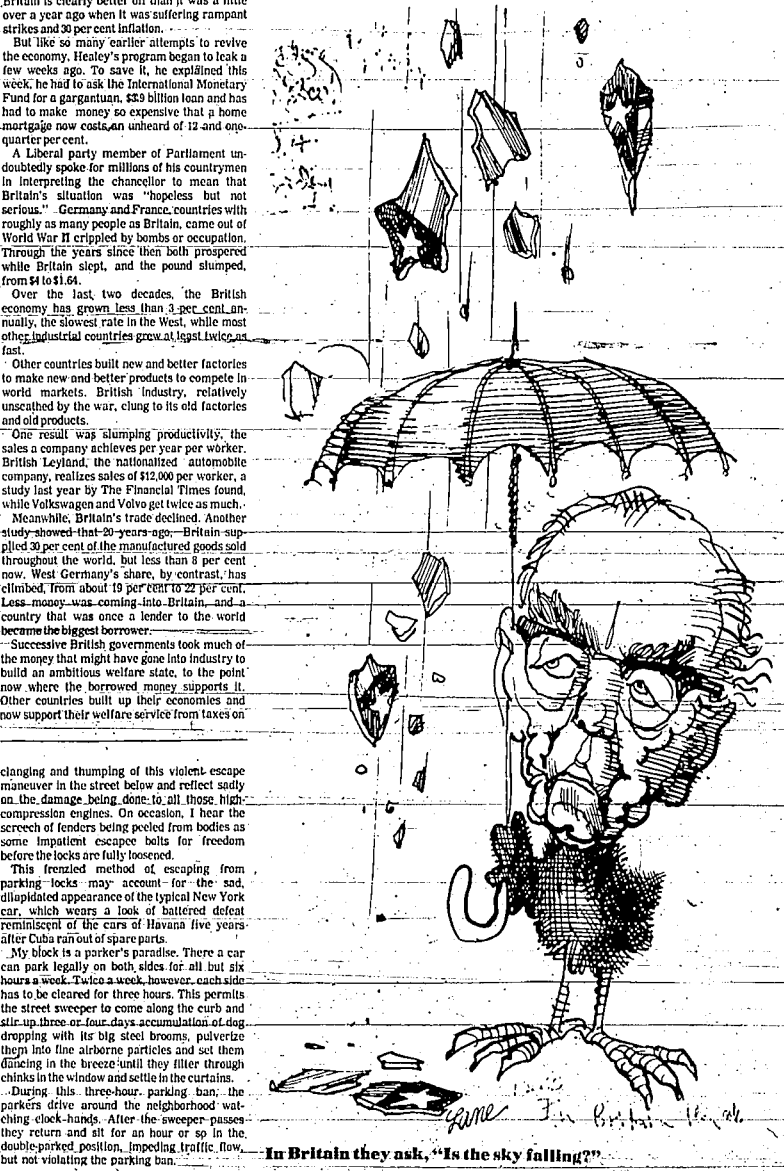 Britain is clearly better off than it was a little
over a year ago when it was suffering rampant
strikes and 30 per cent inflation.
But like so many earlier attempts to revive
the economy, Healey's program began to leak a
few weeks ago. To save it, he explained this
week, he had to ask the International Monetary
Fund for a gargantuan, $3.9 billion loan and has
had to make money so expensive that a home
mortgage now costs an unheard of 12 and one-
quarter per cent.
A Liberal party member of Parliament un-
doubtedly spoke for millions of his countrymen
in interpreting the chancellor to mean that
Britain's situation was "hopeless but not
serious." Germany and France, countries with
roughly as many people as Britain, came out of
World War II crippled by bombs or occupation.
Through the years since then both prospered
while Britain slept, and the pound slumped,
from $4 to $1.64.
Over the last two decades, the British
economy has grown less than 3 per cent an-
nually, the slowest rate in the West, while most
other industrial countries grew at least twice as
fast.
Other countries built new and better factories
to make new and better products to compete in
world markets. British industry, relatively
unscathed by the war, clung to its old factories
and old products.
One result was slumping productivity, the
sales a company achieves per year per worker.
British Leyland, the nationalized automobile
company, realizes sales of $12,000 per worker, a
study last year by The Financial Times found,
while Volkswagen and Volvo get twice as much.
Meanwhile, Britain's trade declined. Another
study showed that 20 years ago, Britain sup-
plied 30 per cent of the manufactured goods sold
throughout the world, but less than 8 per cent
now. West Germany's share, by contrast, has
climbed, from about 19 per cent to 22 per cent.
Less money was coming into Britain, and a
country that was once a lender to the world
became the biggest borrower.
Successive British governments took much of
the money that might have gone into industry to
build an ambitious welfare state, to the point
now where the borrowed money supports it.
Other countries built up their economies and
now support their welfare service from taxes on
clanging and thumping of this violent escape
maneuver in the street below and reflect sadly
on the damage being done to all those high-
compression engines. On occasion, I hear the
screech of fenders being peeled from bodies as
some impatient escapee bolts for freedom
before the locks are fully loosened.
This frenzied method of escaping from
parking locks may account for the sad,
dilapidated appearance of the typical New York
car, which wears a look of battered defeat
reminiscent of the cars of Havana five years
after Cuba ran out of spare parts.
My block is a parker's paradise. There a car
can park legally on both sides for all but six
hours a week. Twice a week, however, each side
has to be cleared for three hours. This permits
the street sweeper to come along the curb and
stir up three or four days accumulation of dog
dropping with its big steel brooms, pulverize
them into fine airborne particles and set them
dancing in the breeze until they filter through
chinks in the window and settle in the curtains.
During this three-hour parking ban, the
parkers drive around the neighborhood wat-
ching clock-hands. After the sweeper passes
they return and sit for an hour or so in the
double-parked position, impeding traffic flow,
but not violating the parking ban.
Lane
In Britain
In Britain they ask, "Is the sky falling?"